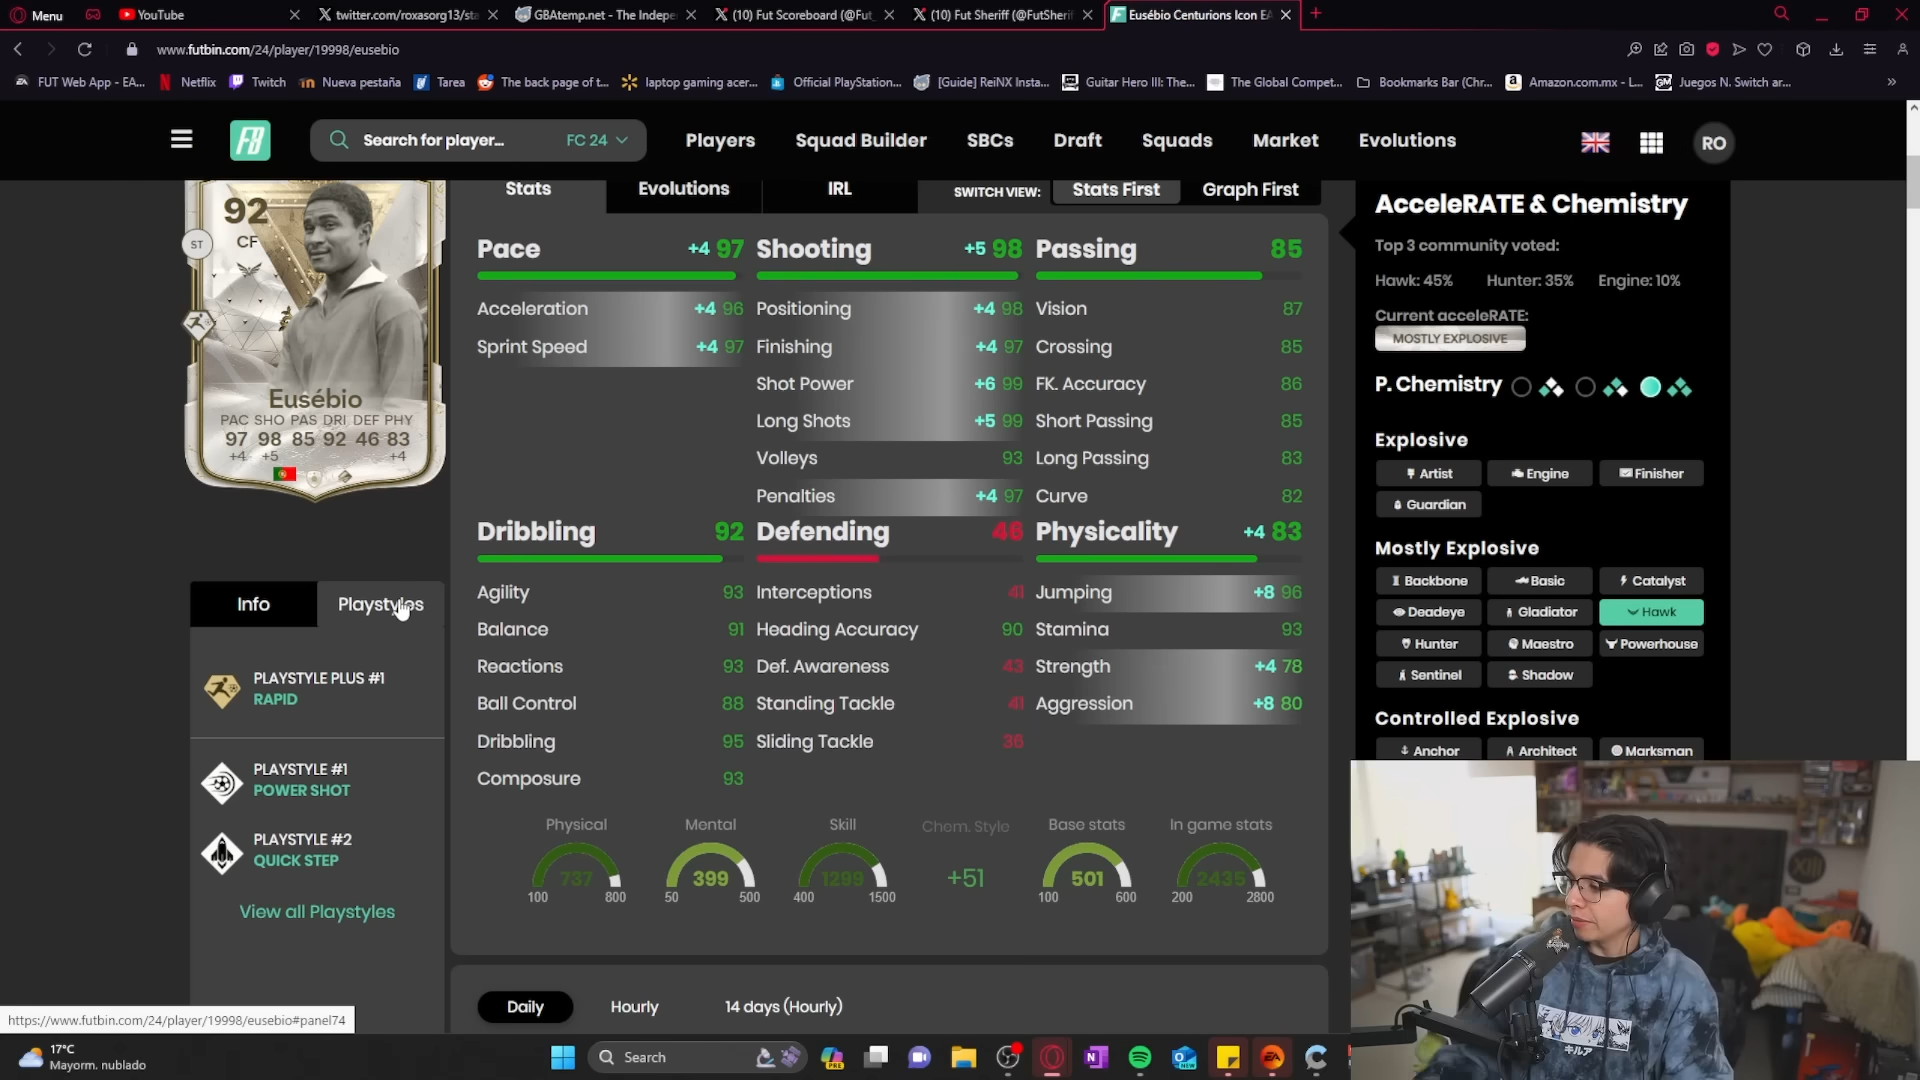 Menu
YouTube
twitter.com/roxasorg13/sta
GBAtemp.net - The Indepe
(10) Fut Scoreboard (@Fut_
(10) Fut Sheriff (@FutSherif
Eusébio Centurions Icon EA
www.futbin.com/24/player/19998/eusebio
FUT Web App - EA...
Netflix
Twitch
Nueva pestaña
Tarea
The back page of t...
laptop gaming acer...
Official PlayStation...
[Guide] ReiNX Insta...
Guitar Hero III: The...
The Global Compet...
Bookmarks Bar (Chr...
Amazon.com.mx - L...
Juegos N. Switch ar...
»
FB
Search for player...
FC 24
Players
Squad Builder
SBCs
Draft
Squads
Market
Evolutions
RO
92
CF
ST
Eusébio
PAC SHO PAS DRI DEF PHY
97 98 85 92 46 83
+4 +5 +4
Info
Playstyles
PLAYSTYLE PLUS #1
RAPID
PLAYSTYLE #1
POWER SHOT
PLAYSTYLE #2
QUICK STEP
View all Playstyles
Stats
Evolutions
IRL
SWITCH VIEW:
Stats First
Graph First
Pace +4 97
Acceleration +4 96
Sprint Speed +4 97
Shooting +5 98
Positioning +4 98
Finishing +4 97
Shot Power +6 99
Long Shots +5 99
Volleys 93
Penalties +4 97
Passing 85
Vision 87
Crossing 85
FK. Accuracy 86
Short Passing 85
Long Passing 83
Curve 82
Dribbling 92
Agility 93
Balance 91
Reactions 93
Ball Control 88
Dribbling 95
Composure 93
Defending 46
Interceptions 41
Heading Accuracy 90
Def. Awareness 43
Standing Tackle 41
Sliding Tackle 36
Physicality +4 83
Jumping +8 96
Stamina 93
Strength +4 78
Aggression +8 80
Physical
737
100 800
Mental
399
50 500
Skill
1299
400 1500
Chem. Style
+51
Base stats
501
100 600
In game stats
2435
200 2800
Daily
Hourly
14 days (Hourly)
AcceleRATE & Chemistry
Top 3 community voted:
Hawk: 45% Hunter: 35% Engine: 10%
Current acceleRATE:
MOSTLY EXPLOSIVE
P. Chemistry
Explosive
Artist
Engine
Finisher
Guardian
Mostly Explosive
Backbone
Basic
Catalyst
Deadeye
Gladiator
Hawk
Hunter
Maestro
Powerhouse
Sentinel
Shadow
Controlled Explosive
Anchor
Architect
Marksman
XIII
キルア
https://www.futbin.com/24/player/19998/eusebio#panel74
17°C
Mayorm. nublado
Search
PRE
NEW
EA